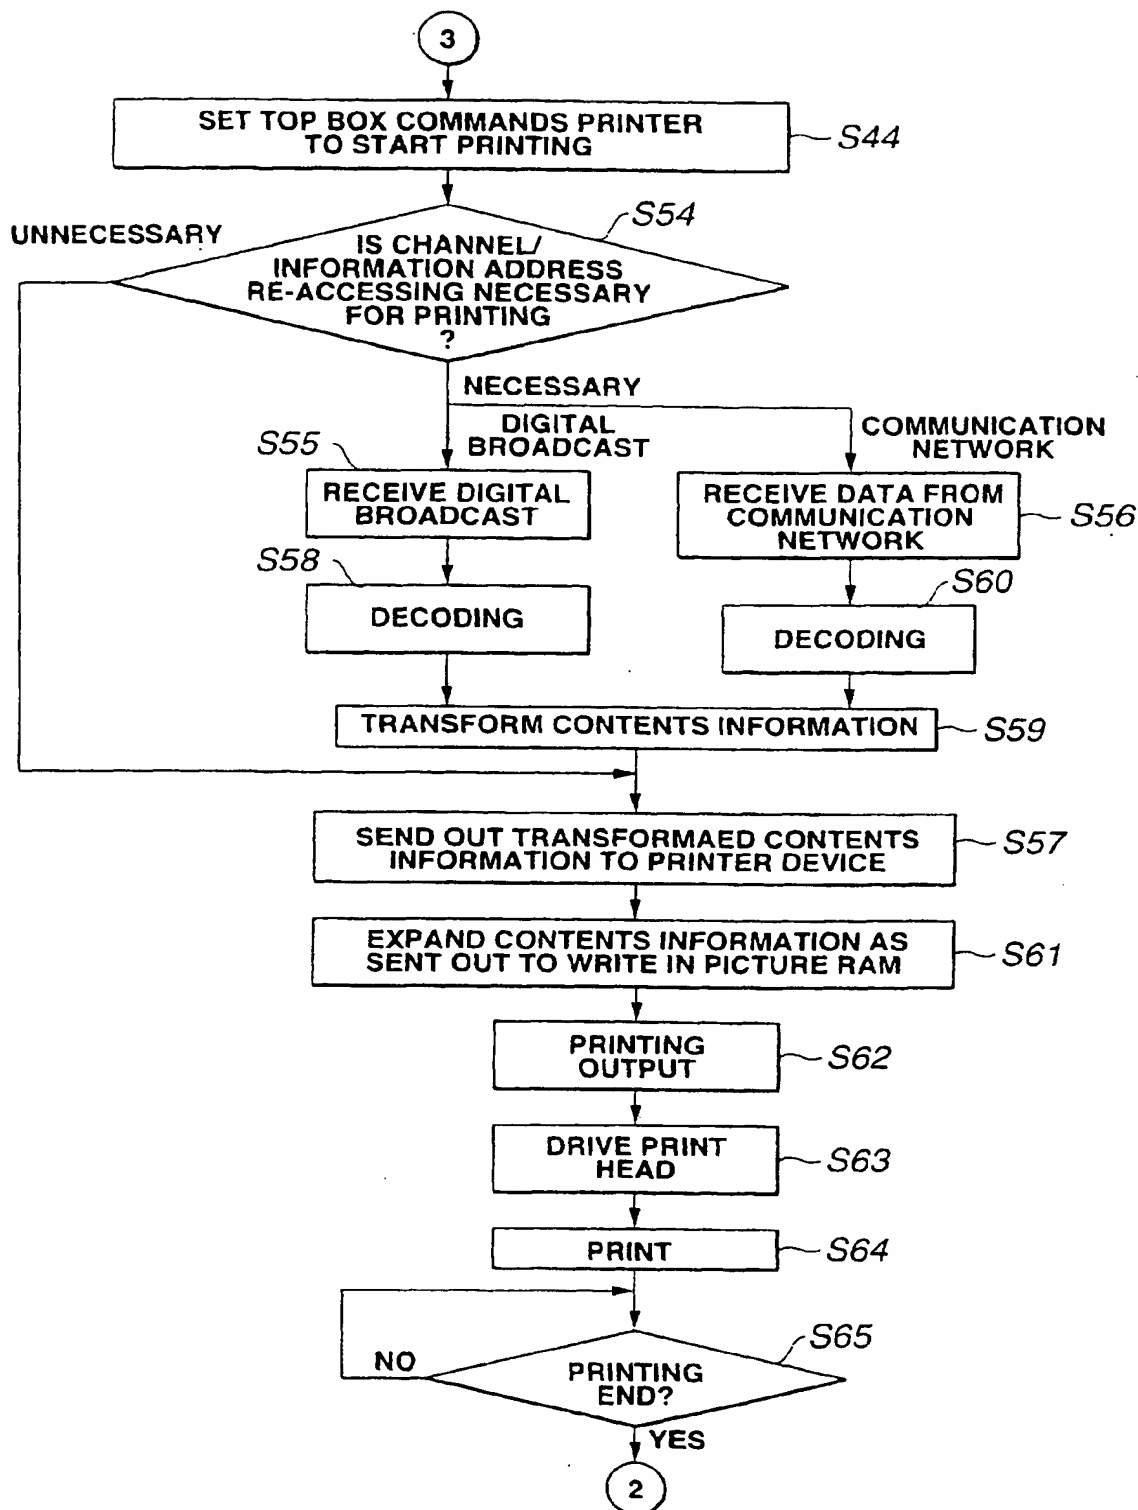 3
SET TOP BOX COMMANDS PRINTER
TO START PRINTING
S44
S54
UNNECESSARY
IS CHANNEL/
INFORMATION ADDRESS
RE-ACCESSING NECESSARY
FOR PRINTING
?
NECESSARY
DIGITAL
BROADCAST
COMMUNICATION
NETWORK
S55
RECEIVE DIGITAL
BROADCAST
RECEIVE DATA FROM
COMMUNICATION
NETWORK
S56
S58
DECODING
S60
DECODING
TRANSFORM CONTENTS INFORMATION
S59
SEND OUT TRANSFORMAED CONTENTS
INFORMATION TO PRINTER DEVICE
S57
EXPAND CONTENTS INFORMATION AS
SENT OUT TO WRITE IN PICTURE RAM
S61
PRINTING
OUTPUT
S62
DRIVE PRINT
HEAD
S63
PRINT
S64
S65
NO
PRINTING
END?
YES
2